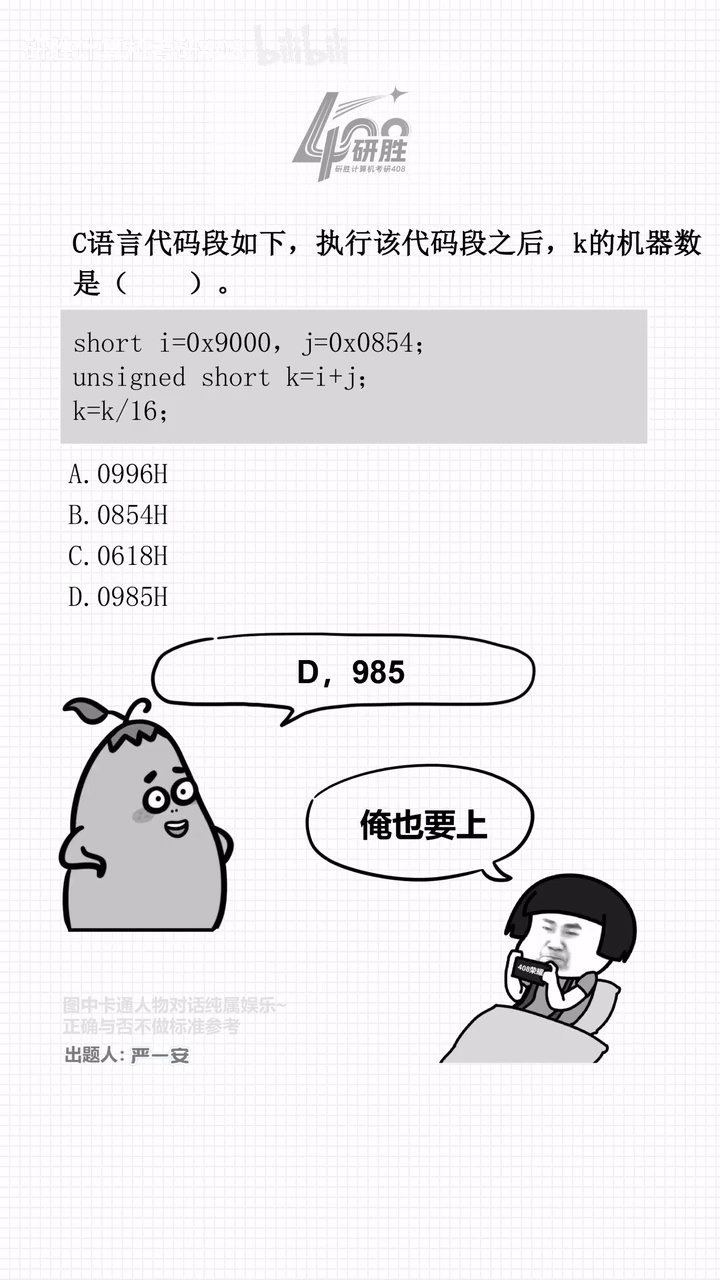 bilibili
408
研胜
研胜计算机考研408
C语言代码段如下，执行该代码段之后，k的机器数
是（　　）。
short i=0x9000, j=0x0854;
unsigned short k=i+j;
k=k/16;
A.0996H
B.0854H
C.0618H
D.0985H
D，985
俺也要上
408荣耀
图中卡通人物对话纯属娱乐~
正确与否不做标准参考
出题人：严一安